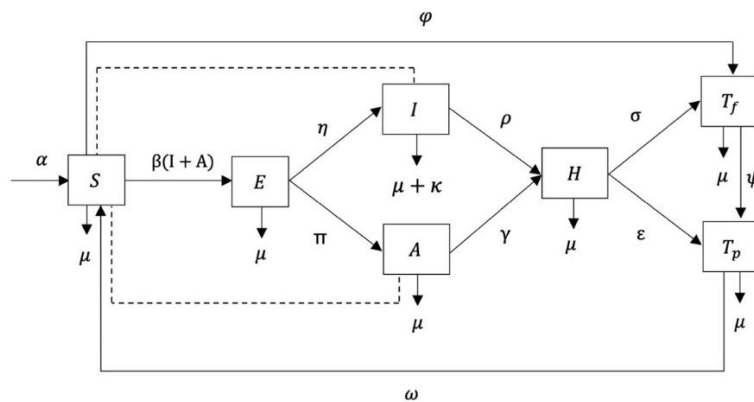 φ
α
S
β(I + A)
E
η
π
I
A
ρ
γ
H
σ
ε
T_f
ψ
T_p
μ
μ
μ + κ
μ
μ
μ
μ
ω